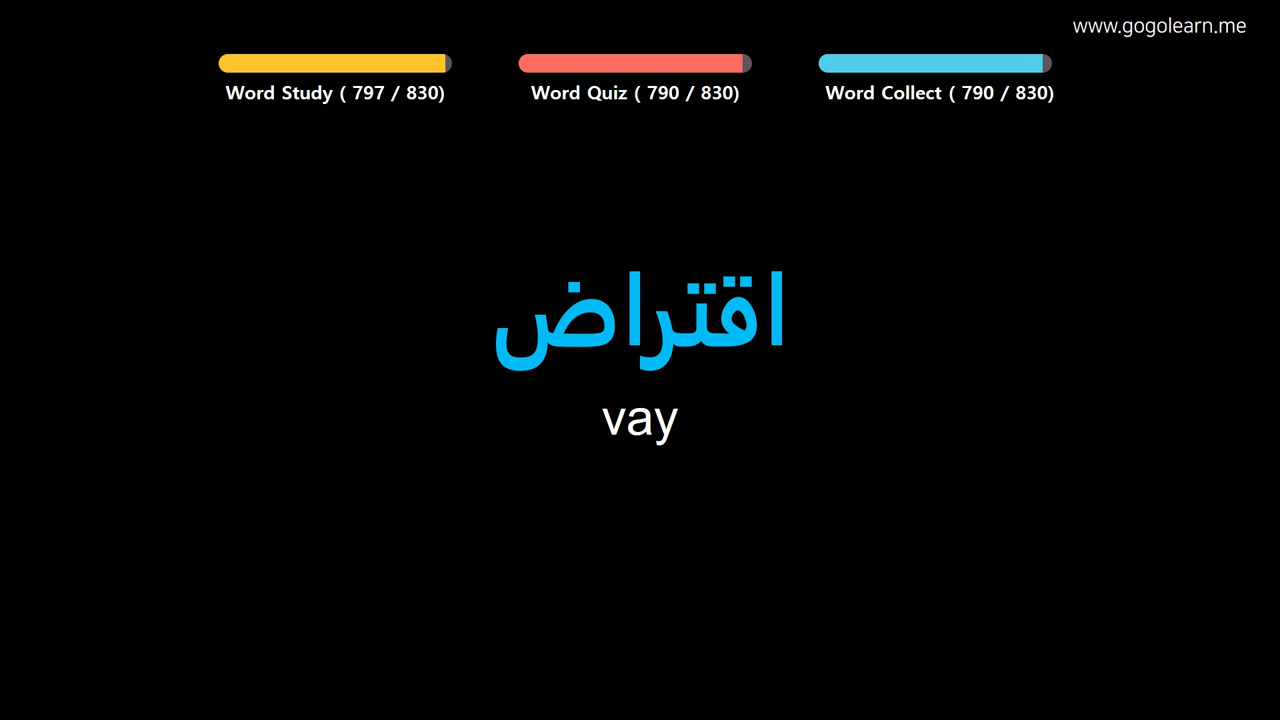 www.gogolearn.me
Word Study ( 797 / 830)
Word Quiz ( 790 / 830)
Word Collect ( 790 / 830)
اقتراض
vay